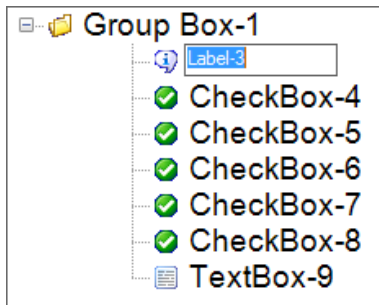 Group Box-1
Label-3
CheckBox-4
CheckBox-5
CheckBox-6
CheckBox-7
CheckBox-8
TextBox-9